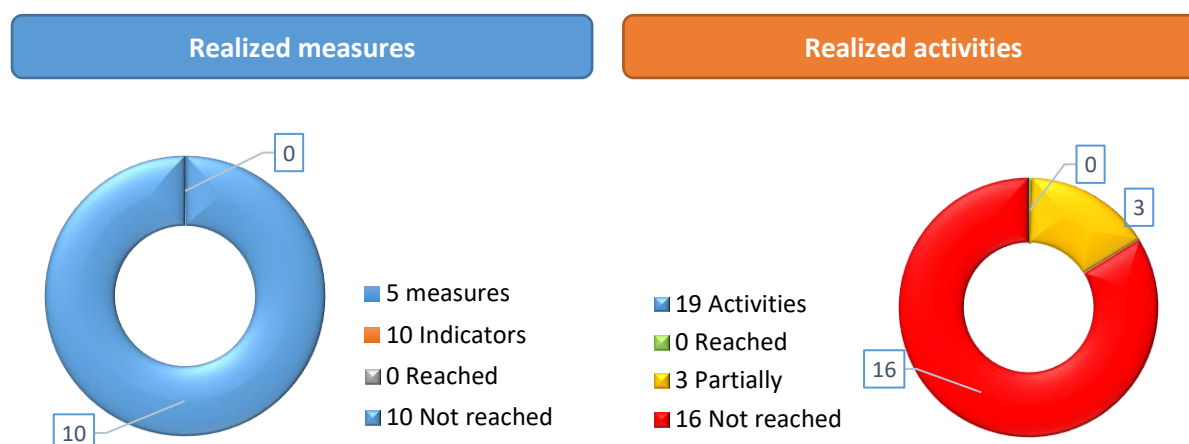 Realized measures
0
10
5 measures
10 Indicators
0 Reached
10 Not reached
Realized activities
0
3
16
19 Activities
0 Reached
3 Partially
16 Not reached